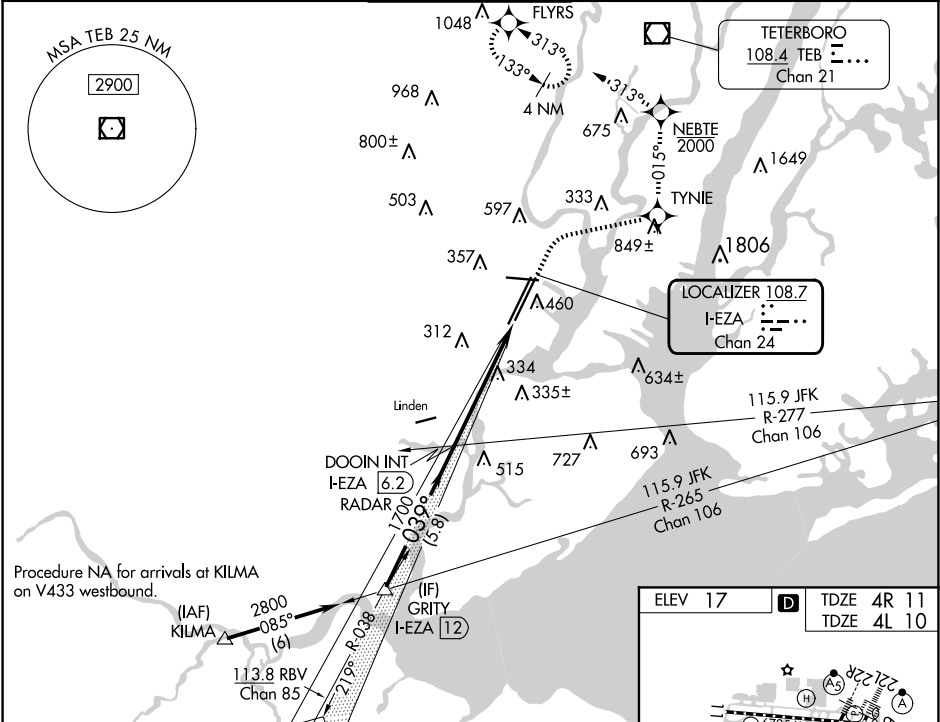 MSA TEB 25 NM
2900
1048
FLYRS
313°
133°
4 NM
313°
TETERBORO
108.4 TEB
Chan 21
968
675
NEBTE
2000
800±
015°
1649
503
597
333
TYNIE
849±
357
1806
LOCALIZER 108.7
I-EZA
Chan 24
460
312
334
335±
634±
Linden
115.9 JFK
R-277
Chan 106
DOOIN INT
I-EZA 6.2
RADAR
515
727
693
115.9 JFK
R-265
Chan 106
1700
039°
(5.8)
Procedure NA for arrivals at KILMA
on V433 westbound.
(IAF)
KILMA
2800
085°
(6)
(IF)
GRITY
I-EZA 12
R-038
219°
113.8 RBV
Chan 85
ELEV 17
D
TDZE 4R 11
TDZE 4L 10
H
A5
22R
22L
A
P